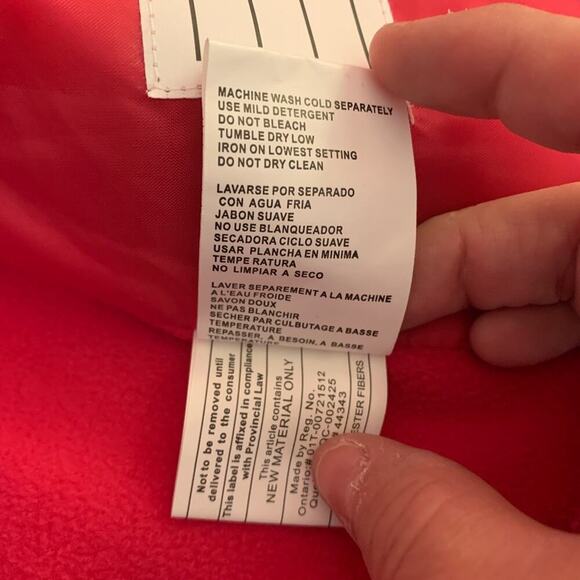 MACHINE WASH COLD SEPARATELY
USE MILD DETERGENT
DO NOT BLEACH
TUMBLE DRY LOW
IRON ON LOWEST SETTING
DO NOT DRY CLEAN
LAVARSE POR SEPARADO
CON AGUA FRIA
JABON SUAVE
NO USE BLANQUEADOR
SECADORA CICLO SUAVE
USAR PLANCHA EN MINIMA
TEMPE RATURA
NO LIMPIAR A SECO
LAVER SEPAREMENT A LA MACHINE
A L'EAU FROIDE
SAVON DOUX
NE PAS BLANCHIR
SECHER PAR CULBUTAGE A BASSE
TEMPERATURE
REPASSER, A BESOIN, A BASSE
TEMPERATURE
Not to be removed until
delivered to the consumer
This label is affixed in compliance
with Provincial Law
This article contains
NEW MATERIAL ONLY
Made by Reg. No.
Ontario:# 01T-00721512
C-002425
44343
ESTER FIBERS